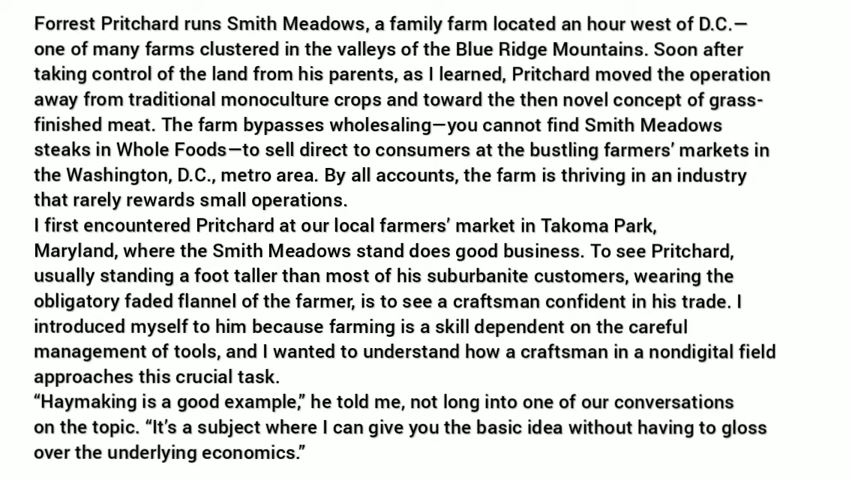 Forrest Pritchard runs Smith Meadows, a family farm located an hour west of D.C.—
one of many farms clustered in the valleys of the Blue Ridge Mountains. Soon after
taking control of the land from his parents, as I learned, Pritchard moved the operation
away from traditional monoculture crops and toward the then novel concept of grass-
finished meat. The farm bypasses wholesaling—you cannot find Smith Meadows
steaks in Whole Foods—to sell direct to consumers at the bustling farmers’ markets in
the Washington, D.C., metro area. By all accounts, the farm is thriving in an industry
that rarely rewards small operations.
I first encountered Pritchard at our local farmers’ market in Takoma Park,
Maryland, where the Smith Meadows stand does good business. To see Pritchard,
usually standing a foot taller than most of his suburbanite customers, wearing the
obligatory faded flannel of the farmer, is to see a craftsman confident in his trade. I
introduced myself to him because farming is a skill dependent on the careful
management of tools, and I wanted to understand how a craftsman in a nondigital field
approaches this crucial task.
“Haymaking is a good example,” he told me, not long into one of our conversations
on the topic. “It’s a subject where I can give you the basic idea without having to gloss
over the underlying economics.”